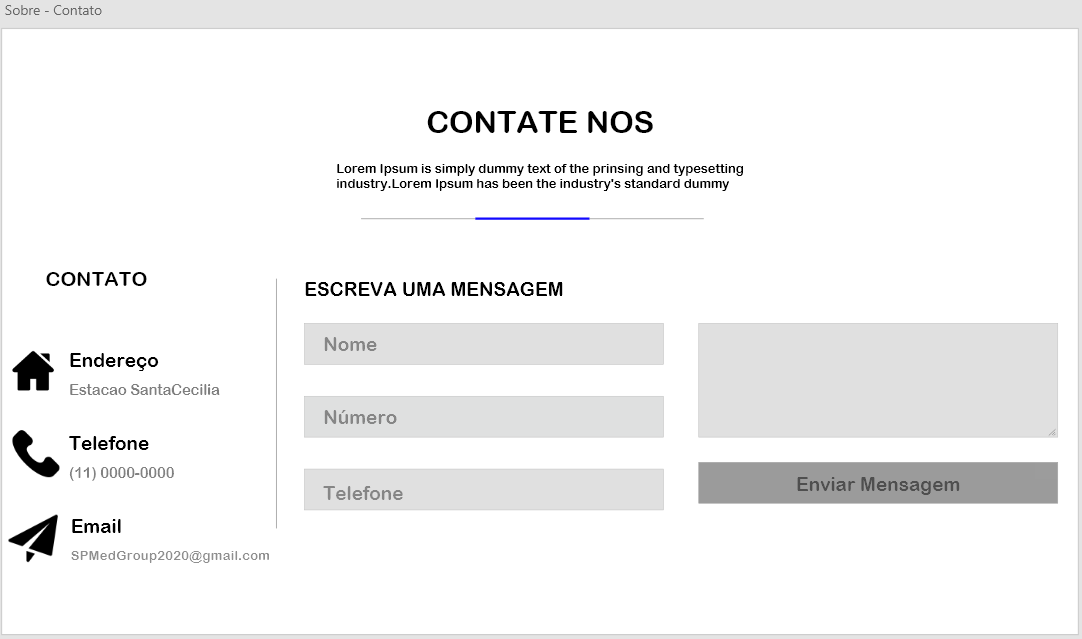 Sobre - Contato
CONTATE NOS
Lorem Ipsum is simply dummy text of the prinsing and typesetting
industry.Lorem Ipsum has been the industry's standard dummy
CONTATO
Endereço
Estacao SantaCecilia
Telefone
(11) 0000-0000
Email
SPMedGroup2020@gmail.com
ESCREVA UMA MENSAGEM
Nome
Número
Telefone
Enviar Mensagem